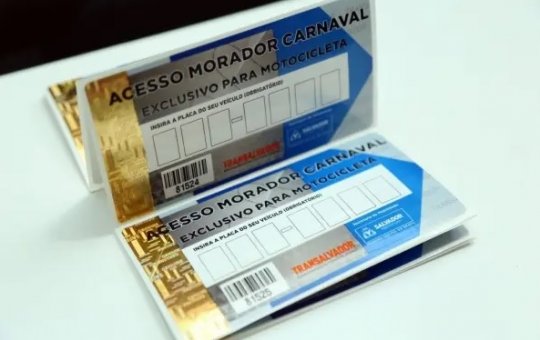 ACESSO MORADOR CARNAVAL
EXCLUSIVO PARA MOTOCICLETA
INSIRA A PLACA DO SEU VEÍCULO (OBRIGATÓRIO)
81524
TRANSALVADOR
SALVADOR
ACESSO MORADOR CARNAVAL
EXCLUSIVO PARA MOTOCICLETA
INSIRA A PLACA DO SEU VEÍCULO (OBRIGATÓRIO)
81525
TRANSALVADOR
SALVADOR